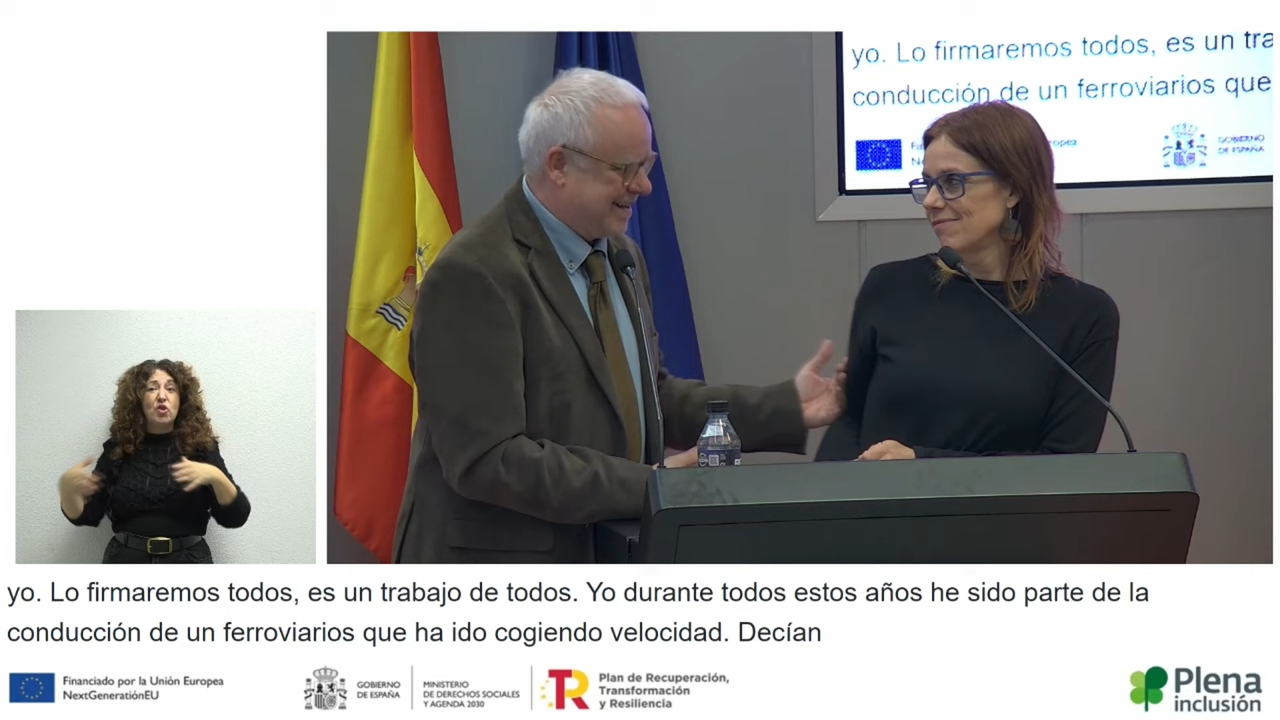 yo. Lo firmaremos todos, es un tra
conducción de un ferroviarios que
GOBIERNO
DE ESPAÑA
yo. Lo firmaremos todos, es un trabajo de todos. Yo durante todos estos años he sido parte de la
conducción de un ferroviarios que ha ido cogiendo velocidad. Decían
Financiado por la Unión Europea
NextGenerationEU
GOBIERNO
DE ESPAÑA
MINISTERIO
DE DERECHOS SOCIALES
Y AGENDA 2030
Plan de Recuperación,
Transformación
y Resiliencia
Plena
inclusión